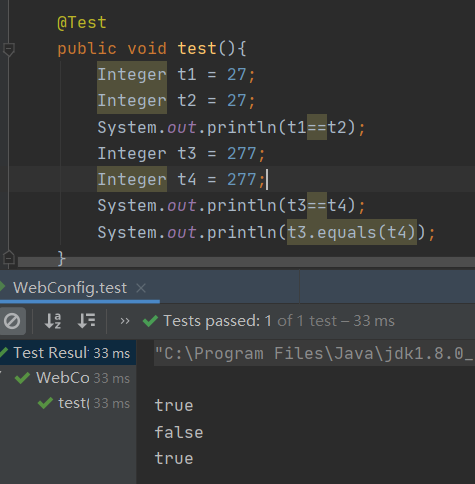 @Test
public void test(){
Integer t1 = 27;
Integer t2 = 27;
System.out.println(t1==t2);
Integer t3 = 277;
Integer t4 = 277;
System.out.println(t3==t4);
System.out.println(t3.equals(t4));
}
WebConfig.test ×
>> Tests passed: 1 of 1 test – 33 ms
Test Resul 33 ms "C:\Program Files\Java\jdk1.8.0_
WebCo 33 ms
test( 33 ms
true
false
true